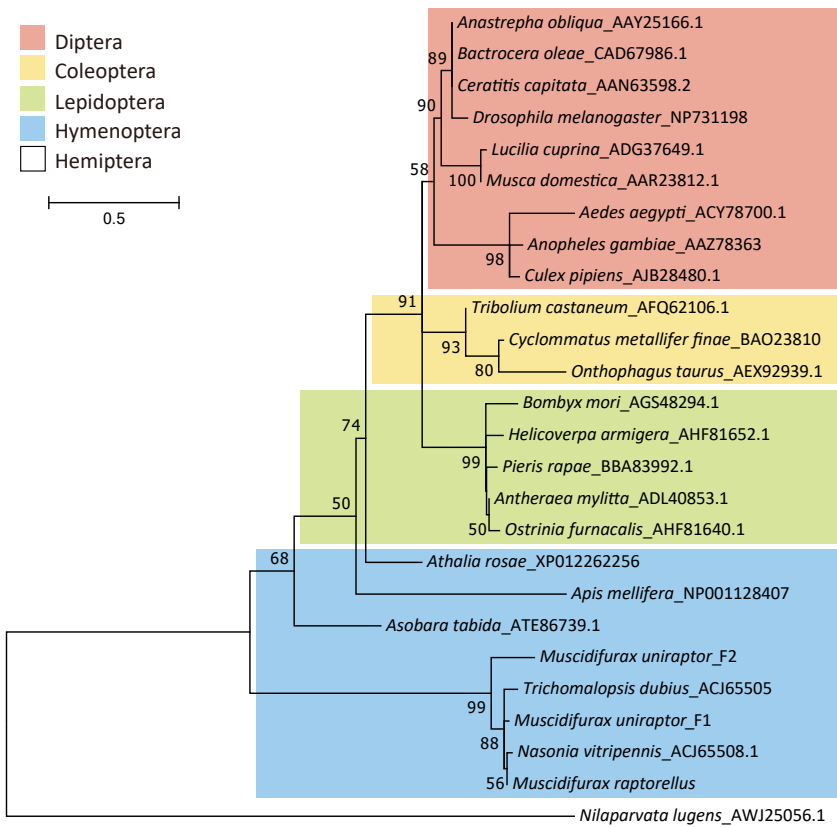 Diptera
Coleoptera
Lepidoptera
Hymenoptera
Hemiptera
0.5
Anastrepha obliqua_AAY25166.1
Bactrocera oleae_CAD67986.1
89
Ceratitis capitata_AAN63598.2
90
Drosophila melanogaster_NP731198
Lucilia cuprina_ADG37649.1
58
100
Musca domestica_AAR23812.1
Aedes aegypti_ACY78700.1
Anopheles gambiae_AAZ78363
98
Culex pipiens_AJB28480.1
91
Tribolium castaneum_AFQ62106.1
93
Cyclommatus metallifer finae_BAO23810
80
Onthophagus taurus_AEX92939.1
Bombyx mori_AGS48294.1
74
Helicoverpa armigera_AHF81652.1
99
Pieris rapae_BBA83992.1
50
Antheraea mylitta_ADL40853.1
50
Ostrinia furnacalis_AHF81640.1
68
Athalia rosae_XP012262256
Apis mellifera_NP001128407
Asobara tabida_ATE86739.1
Muscidifurax uniraptor_F2
Trichomalopsis dubius_ACJ65505
99
Muscidifurax uniraptor_F1
88
Nasonia vitripennis_ACJ65508.1
56
Muscidifurax raptorellus
Nilaparvata lugens_AWJ25056.1